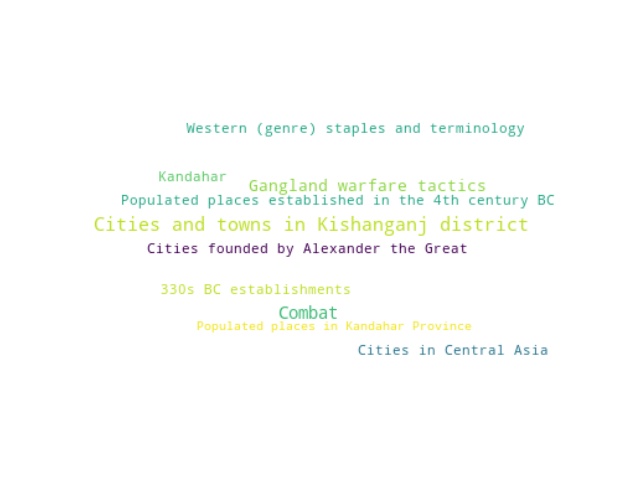 Western (genre) staples and terminology
Kandahar
Gangland warfare tactics
Populated places established in the 4th century BC
Cities and towns in Kishanganj district
Cities founded by Alexander the Great
330s BC establishments
Combat
Populated places in Kandahar Province
Cities in Central Asia